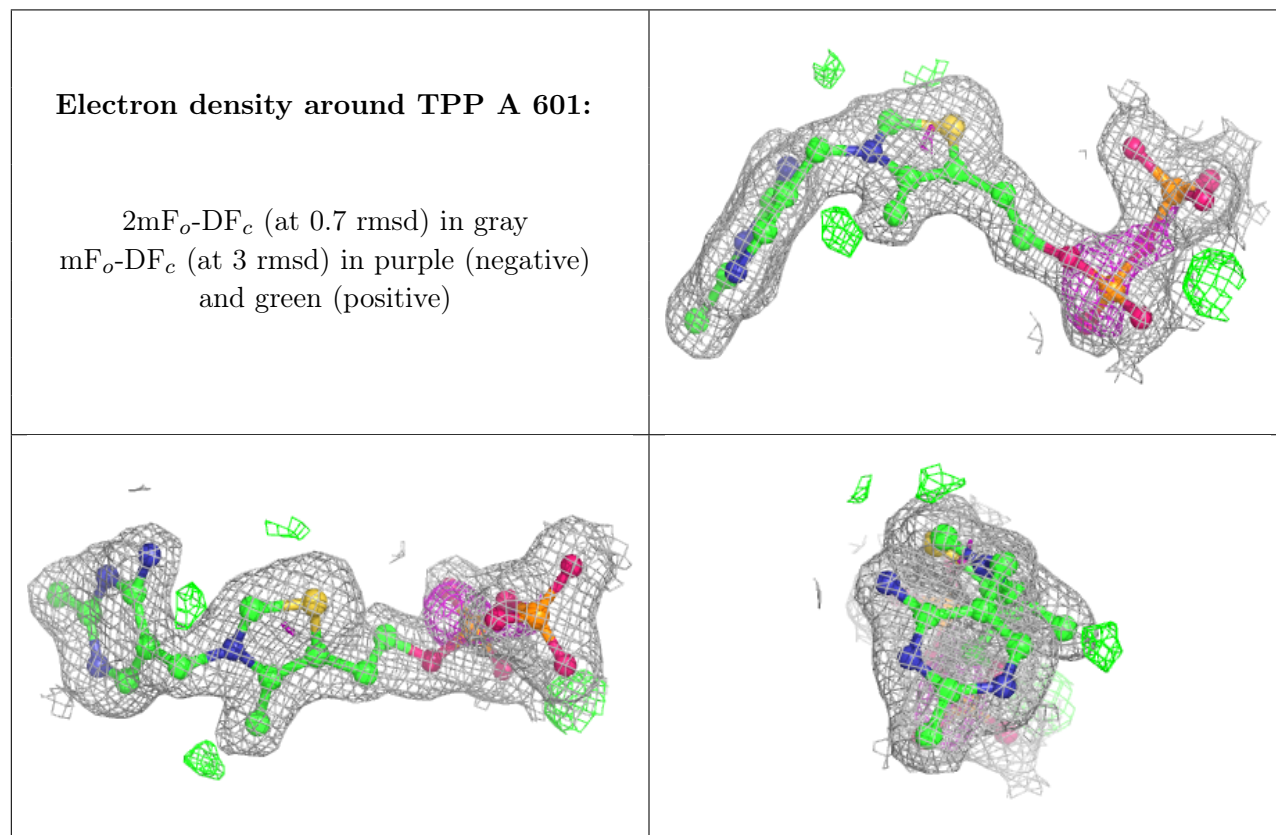 Electron density around TPP A 601:
2mFo-DFc (at 0.7 rmsd) in gray
mFo-DFc (at 3 rmsd) in purple (negative)
and green (positive)